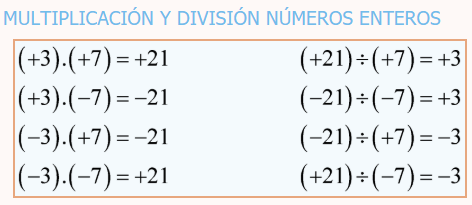 MULTIPLICACIÓN Y DIVISIÓN NÚMEROS ENTEROS
(+3).(+7) = +21 (+21)÷(+7) = +3
(+3).(−7) = −21 (−21)÷(−7) = +3
(−3).(+7) = −21 (−21)÷(+7) = −3
(−3).(−7) = +21 (+21)÷(−7) = −3